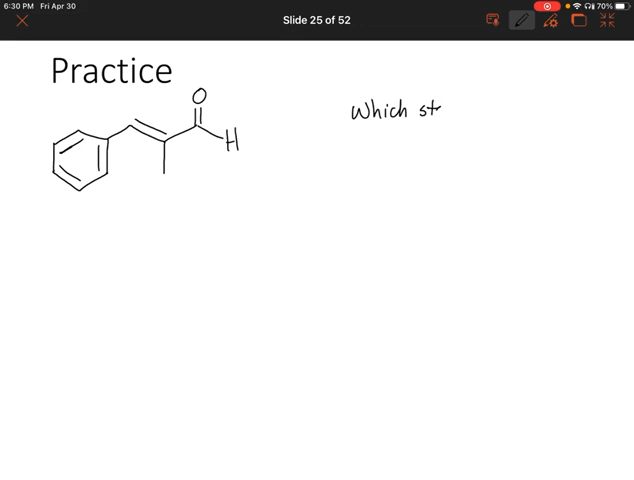 6:30 PM Fri Apr 30
Slide 25 of 52
70%
Practice
O
H
Which st